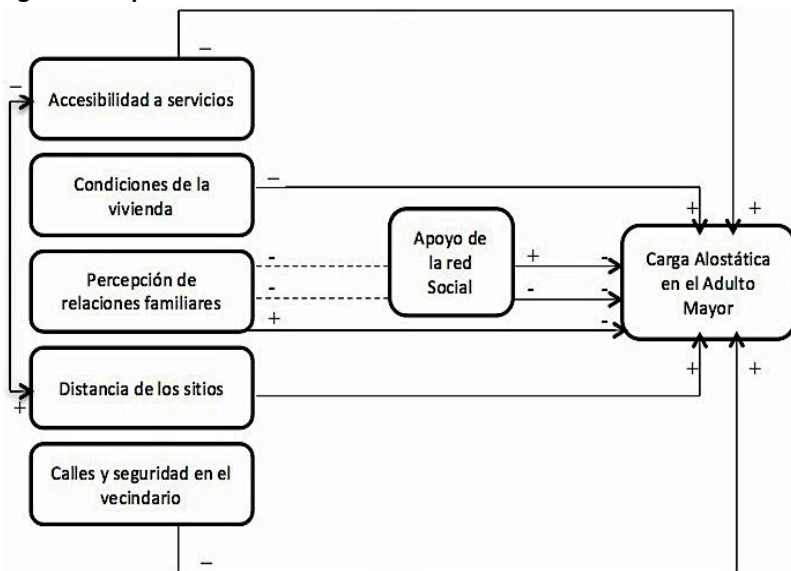 −
−
Accesibilidad a servicios
Condiciones de la
vivienda
−
+
+
Apoyo de
la red
Social
Percepción de
relaciones familiares
-
-
+
+
-
-
-
-
Carga Alostática
en el Adulto
Mayor
Distancia de los sitios
+
+
+
Calles y seguridad en el
vecindario
−